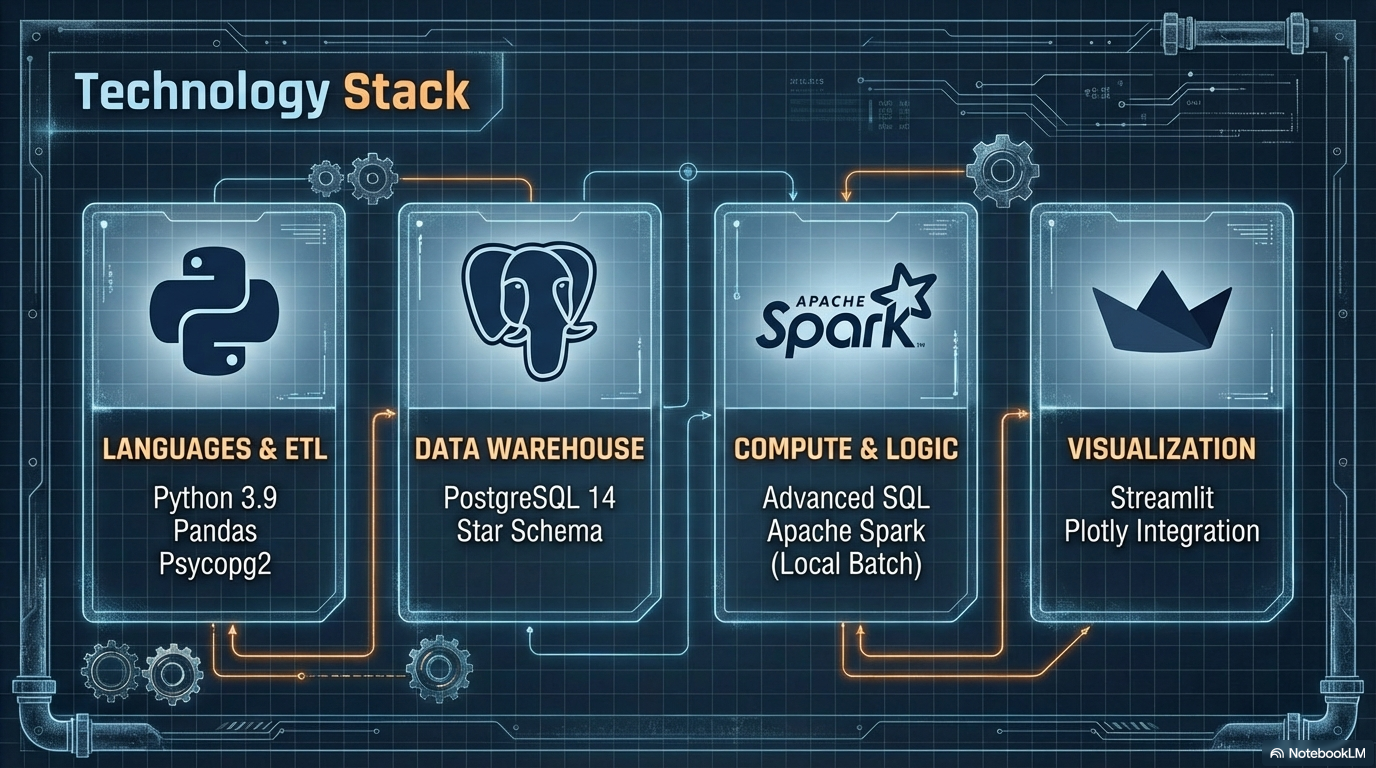 Technology Stack
APACHE
Spark
TM
LANGUAGES & ETL
Python 3.9
Pandas
Psycopg2
DATA WAREHOUSE
PostgreSQL 14
Star Schema
COMPUTE & LOGIC
Advanced SQL
Apache Spark
(Local Batch)
VISUALIZATION
Streamlit
Plotly Integration
NotebookLM